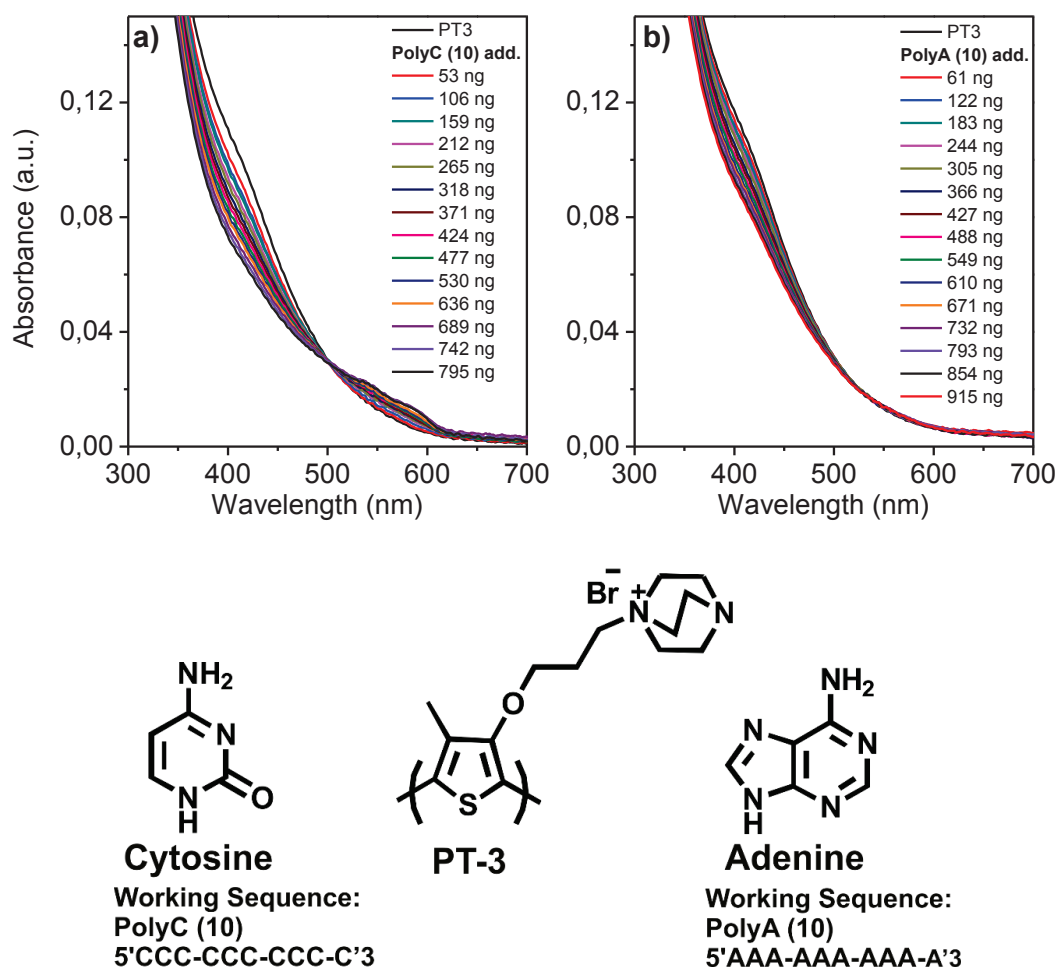 a)
PT3
PolyC (10) add.
53 ng
106 ng
159 ng
212 ng
265 ng
318 ng
371 ng
424 ng
477 ng
530 ng
636 ng
689 ng
742 ng
795 ng
0,12
0,08
0,04
0,00
Absorbance (a.u.)
300 400 500 600 700
Wavelength (nm)
b)
PT3
PolyA (10) add.
61 ng
122 ng
183 ng
244 ng
305 ng
366 ng
427 ng
488 ng
549 ng
610 ng
671 ng
732 ng
793 ng
854 ng
915 ng
0,12
0,08
0,04
0,00
300 400 500 600 700
Wavelength (nm)
NH2
N
N
H
O
Cytosine
Working Sequence:
PolyC (10)
5'CCC-CCC-CCC-C'3
Br−
N+
N
O
S
PT-3
NH2
N
N
N
H
N
Adenine
Working Sequence:
PolyA (10)
5'AAA-AAA-AAA-A'3